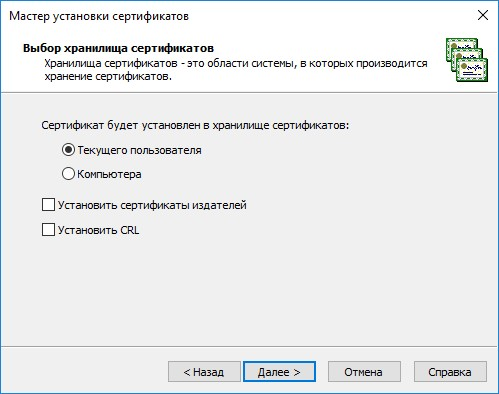 Мастер установки сертификатов
Выбор хранилища сертификатов
Хранилища сертификатов - это области системы, в которых производится
хранение сертификатов.
Сертификат будет установлен в хранилище сертификатов:
Текущего пользователя
Компьютера
Установить сертификаты издателей
Установить CRL
< Назад
Далее >
Отмена
Справка